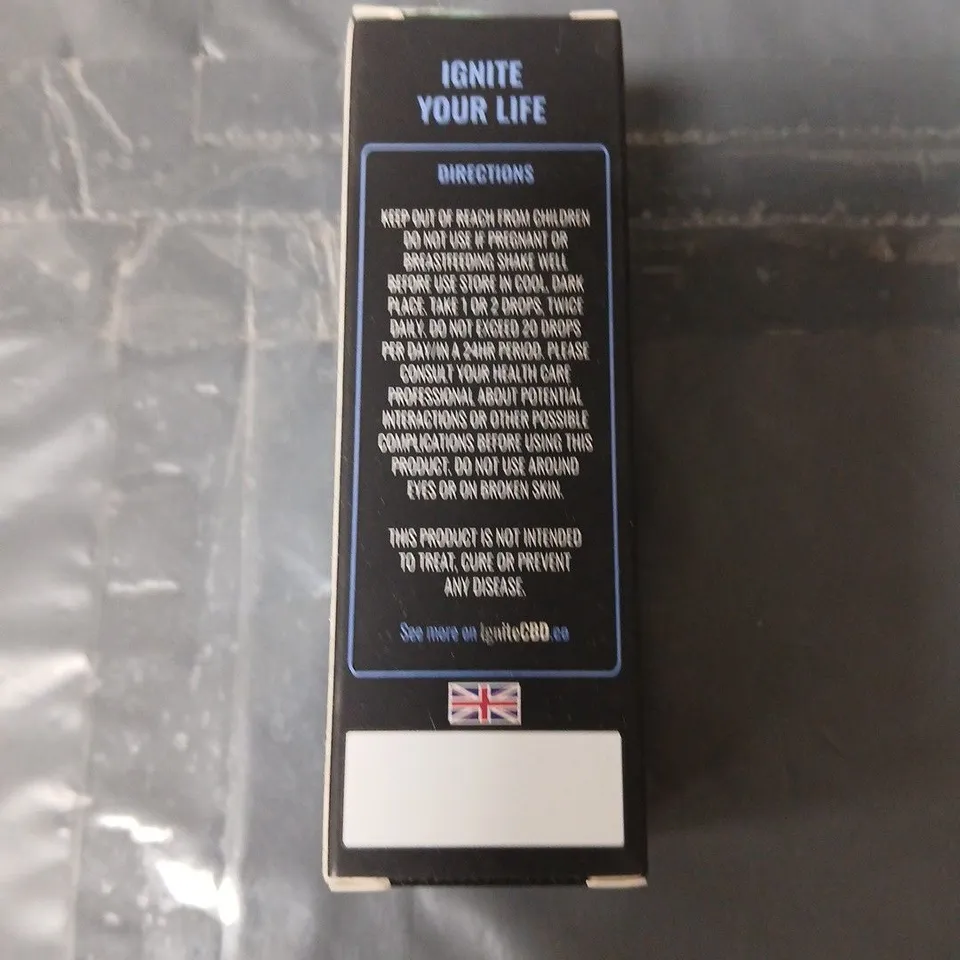 IGNITE
YOUR LIFE
DIRECTIONS
KEEP OUT OF REACH FROM CHILDREN
DO NOT USE IF PREGNANT OR
BREASTFEEDING SHAKE WELL
BEFORE USE STORE IN COOL, DARK
PLACE. TAKE 1 OR 2 DROPS, TWICE
DAILY. DO NOT EXCEED 20 DROPS
PER DAY/IN A 24HR PERIOD. PLEASE
CONSULT YOUR HEALTH CARE
PROFESSIONAL ABOUT POTENTIAL
INTERACTIONS OR OTHER POSSIBLE
COMPLICATIONS BEFORE USING THIS
PRODUCT. DO NOT USE AROUND
EYES OR ON BROKEN SKIN.
THIS PRODUCT IS NOT INTENDED
TO TREAT, CURE OR PREVENT
ANY DISEASE.
See more on IgniteCBD.co